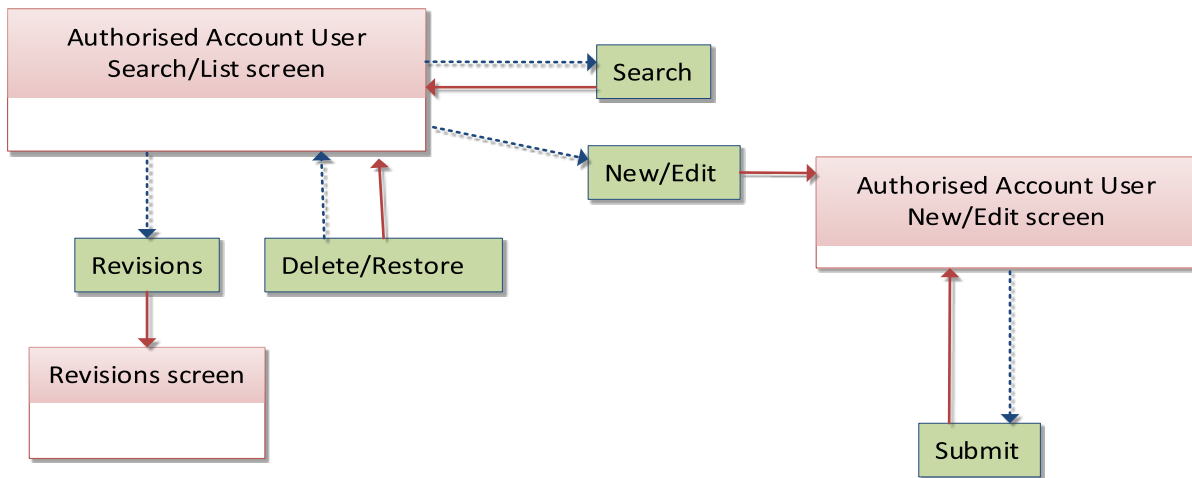 Authorised Account User
Search/List screen
Search
New/Edit
Authorised Account User
New/Edit screen
Revisions
Delete/Restore
Revisions screen
Submit